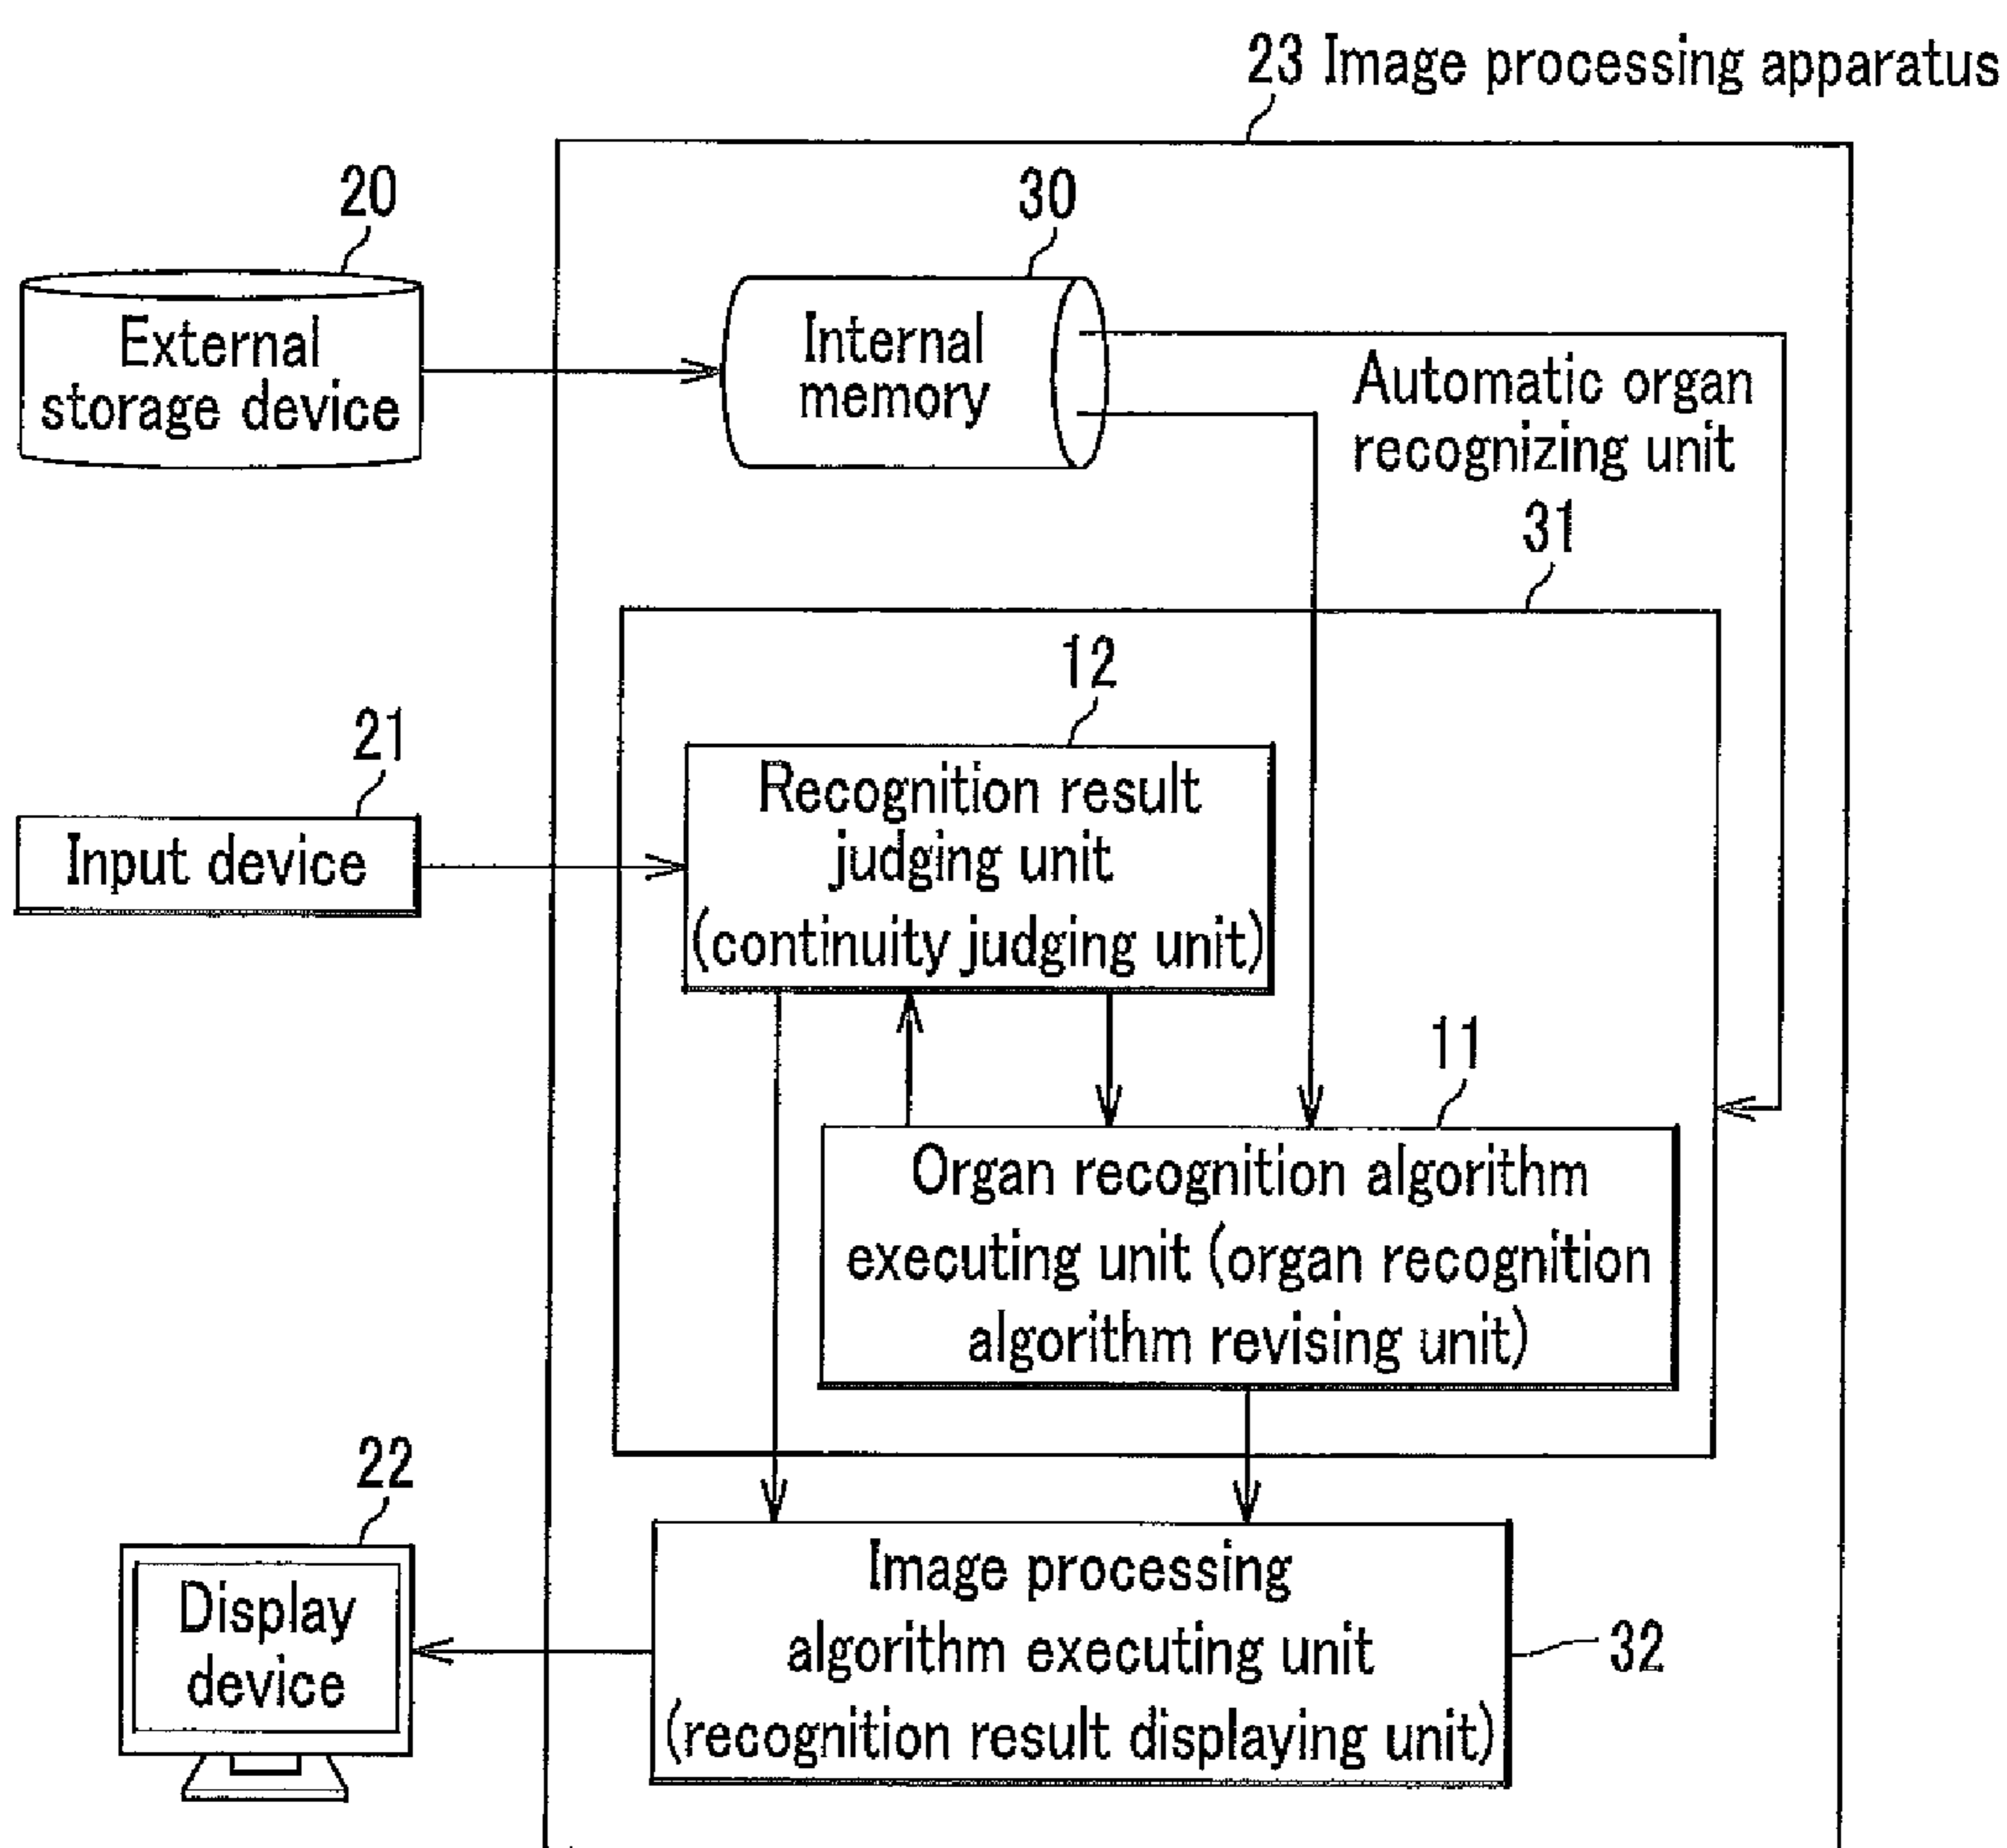 23 Image processing apparatus
20
30
External
storage device
Internal
memory
Automatic organ
recognizing unit
31
12
21
Input device
Recognition result
judging unit
(continuity judging unit)
11
Organ recognition algorithm
executing unit (organ recognition
algorithm revising unit)
22
Display
device
Image processing
algorithm executing unit
(recognition result displaying unit)
32